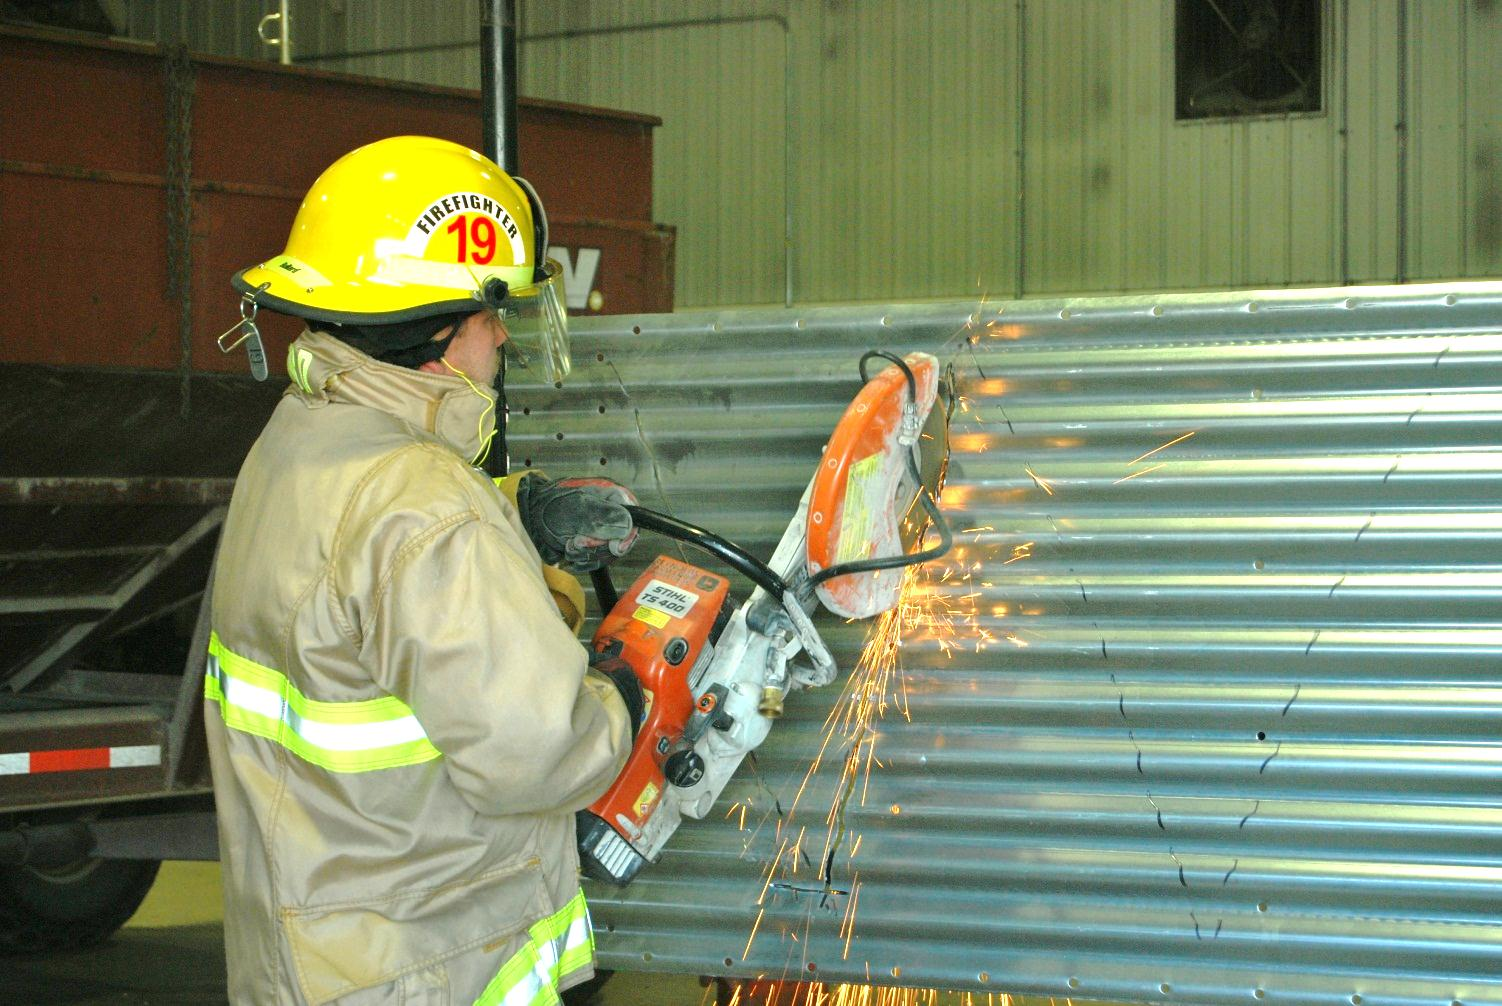 FIREFIGHTER
19
W.
STIHL
TS 400